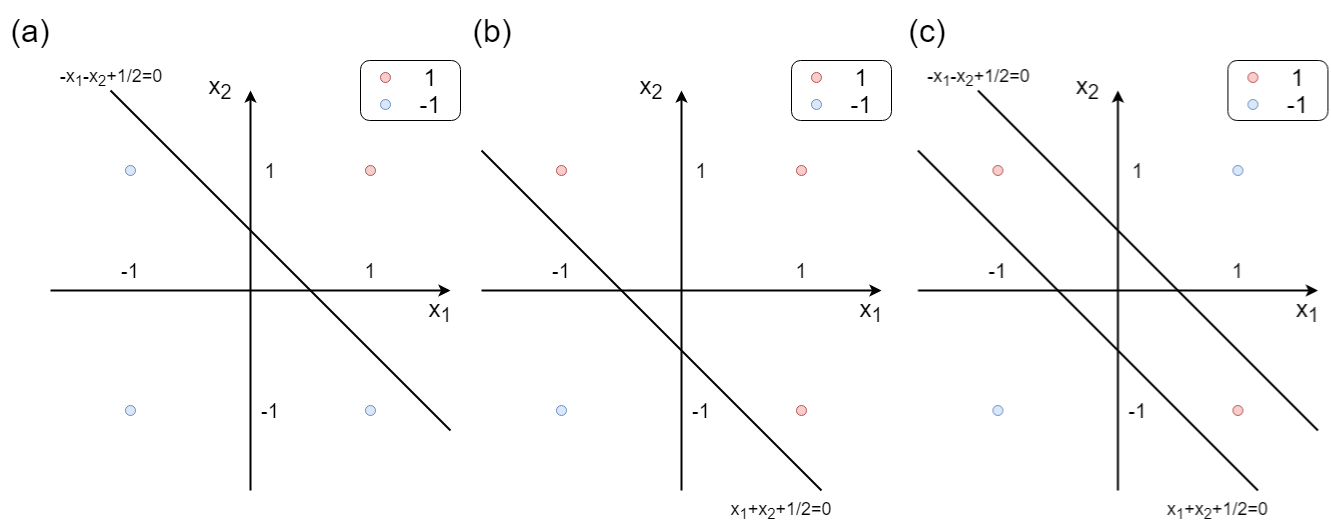 (a)
-x₁-x₂+1/2=0
x₂
1
-1
1
-1
1
x₁
-1
(b)
x₂
1
-1
1
-1
1
x₁
-1
x₁+x₂+1/2=0
(c)
-x₁-x₂+1/2=0
x₂
1
-1
1
-1
1
x₁
-1
x₁+x₂+1/2=0